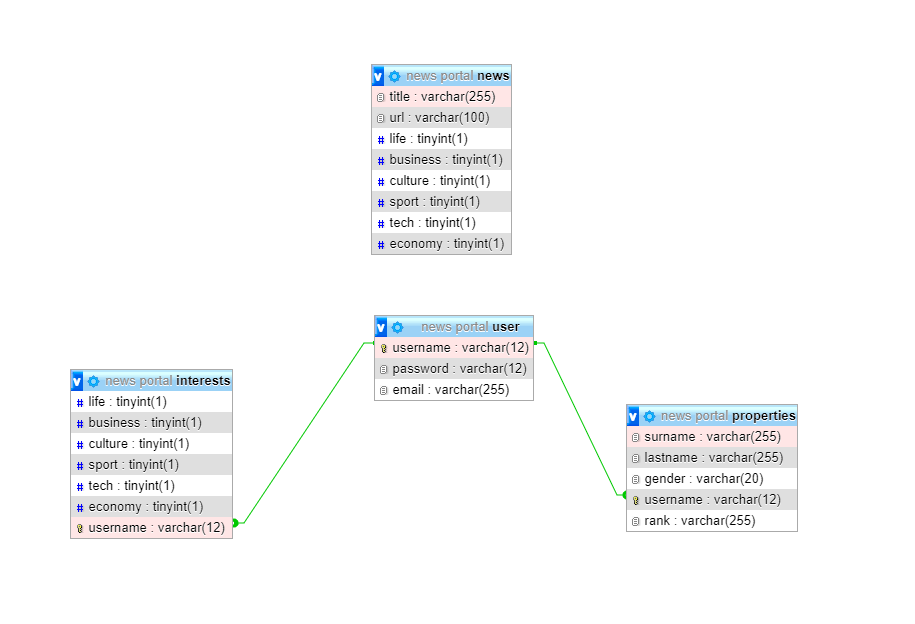 news portal news
title : varchar(255)
url : varchar(100)
# life : tinyint(1)
# business : tinyint(1)
# culture : tinyint(1)
# sport : tinyint(1)
# tech : tinyint(1)
# economy : tinyint(1)
v news portal user
username : varchar(12)
password : varchar(12)
email : varchar(255)
v news portal interests
# life : tinyint(1)
# business : tinyint(1)
# culture : tinyint(1)
# sport : tinyint(1)
# tech : tinyint(1)
# economy : tinyint(1)
username : varchar(12)
v news portal properties
surname : varchar(255)
lastname : varchar(255)
gender : varchar(20)
username : varchar(12)
rank : varchar(255)